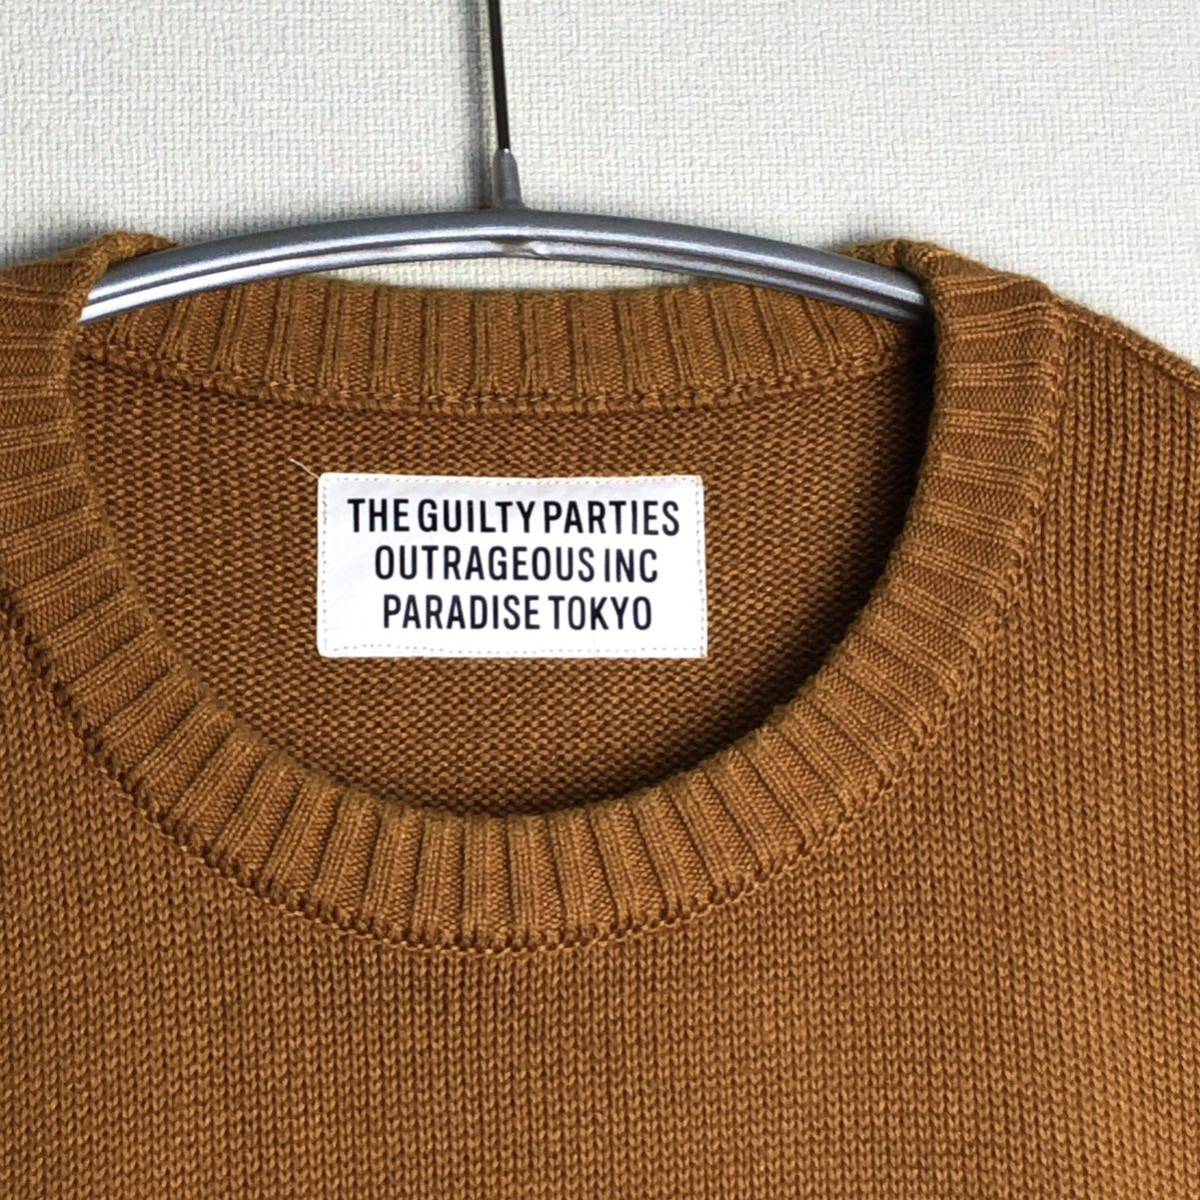 THE GUILTY PARTIES
OUTRAGEOUS INC
PARADISE TOKYO